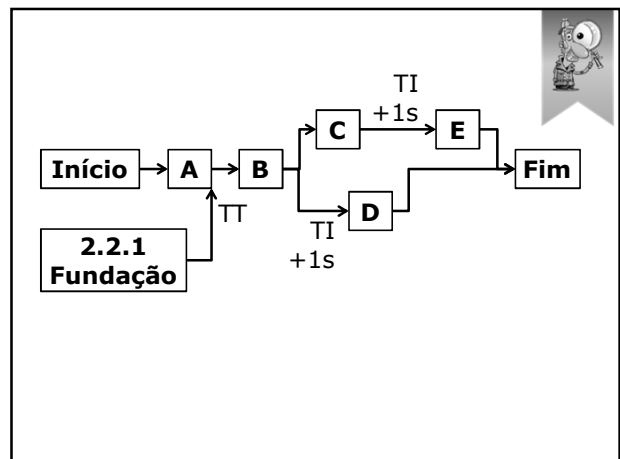 TI
+1s
C
E
Início
A
B
Fim
TT
D
TI
+1s
2.2.1
Fundação